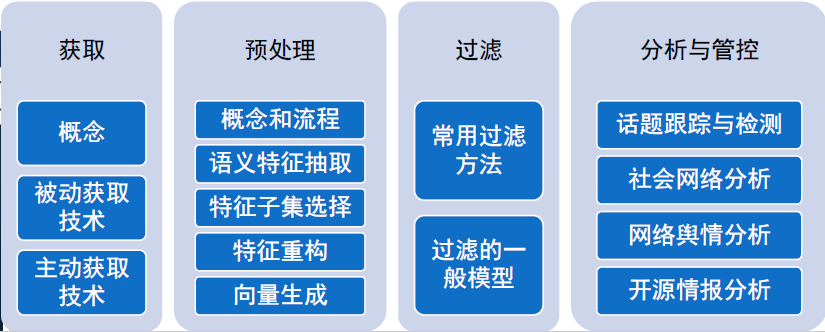 获取
概念
被动获取
技术
主动获取
技术
预处理
概念和流程
语义特征抽取
特征子集选择
特征重构
向量生成
过滤
常用过滤
方法
过滤的一
般模型
分析与管控
话题跟踪与检测
社会网络分析
网络舆情分析
开源情报分析